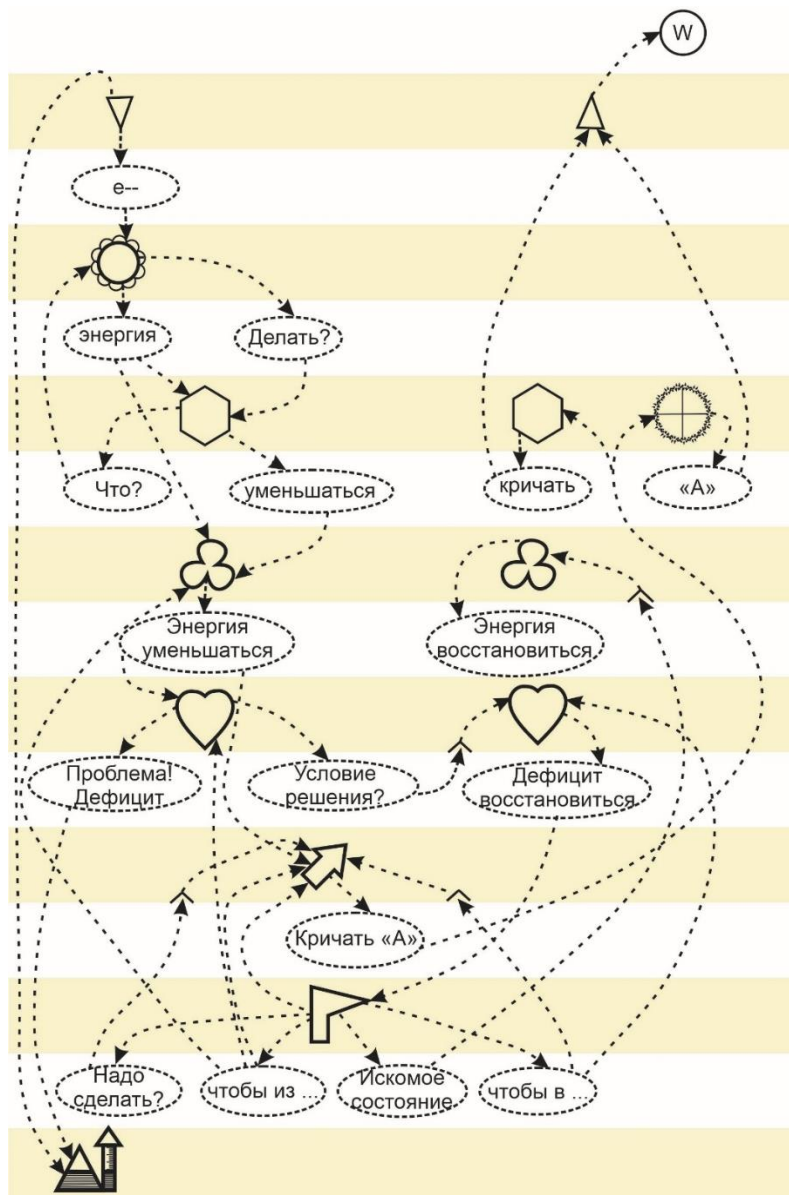 W
e--
энергия
Делать?
Что?
уменьшаться
кричать
«А»
Энергия
уменьшаться
Энергия
восстановиться
Проблема!
Дефицит
Условие
решения?
Дефицит
восстановиться
Кричать «А»
Надо
сделать?
чтобы из ...
Искомое
состояние
чтобы в ...